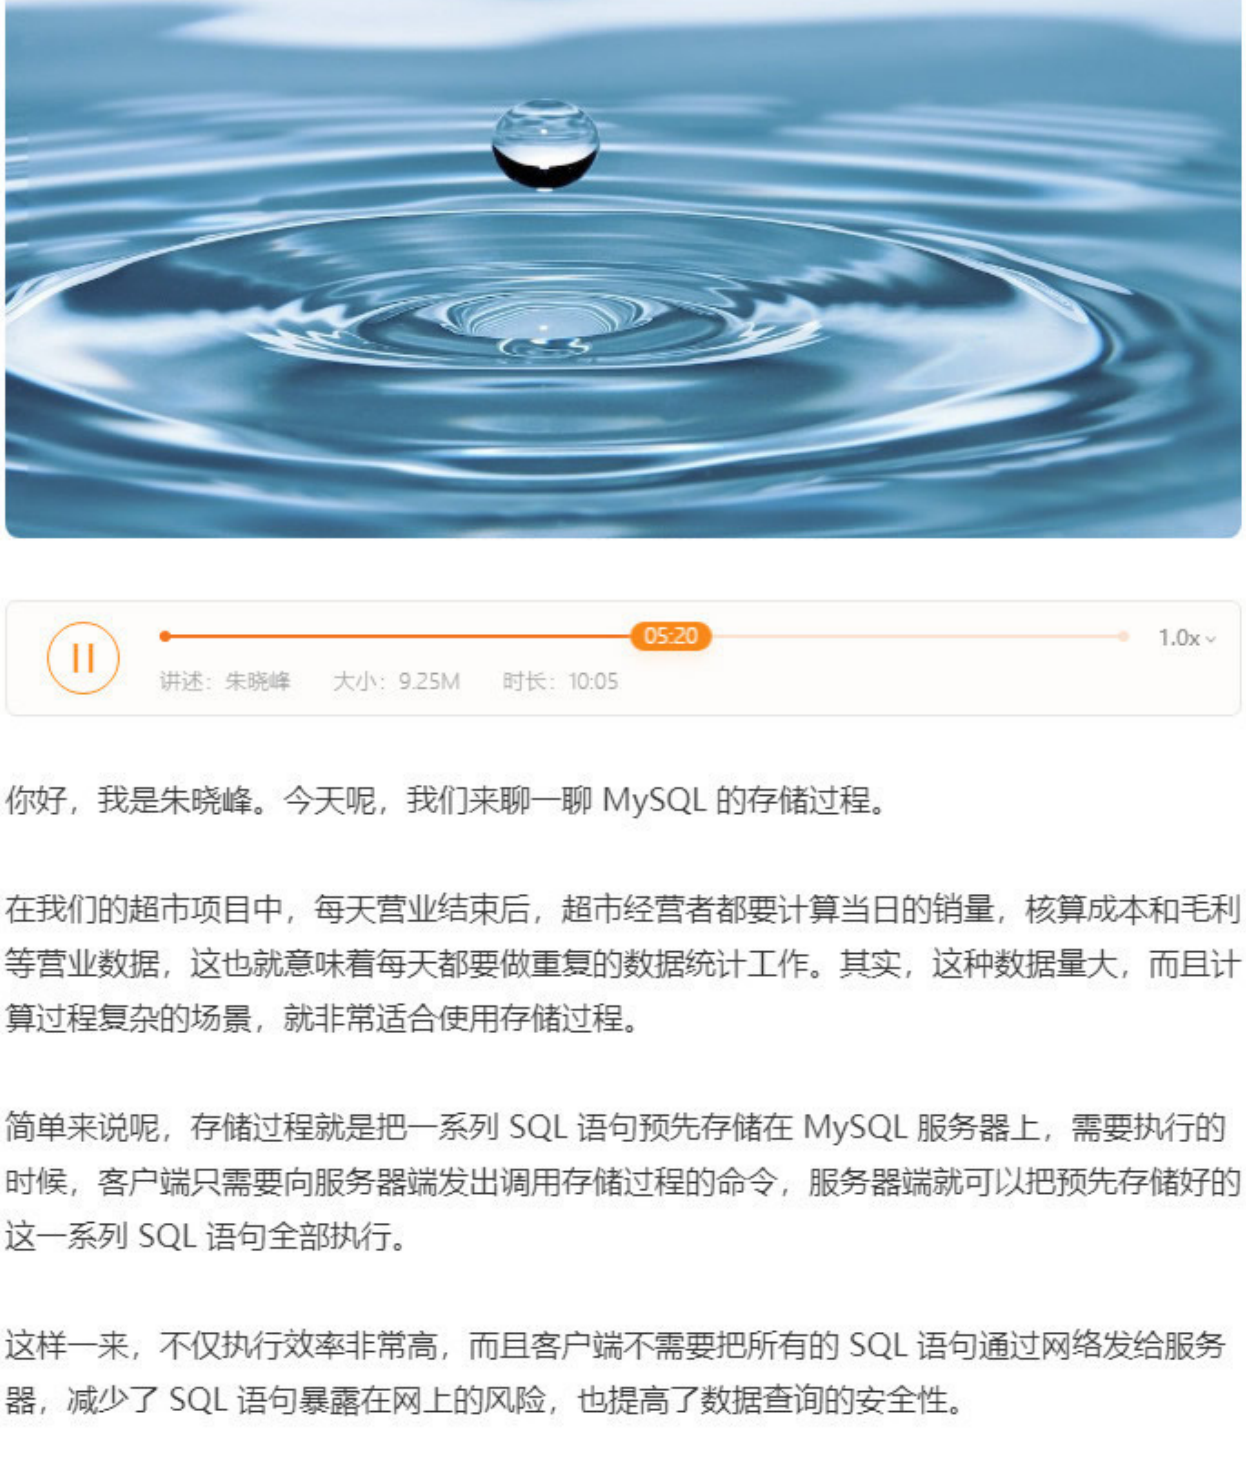 05:20
1.0x
讲述：朱晓峰 大小：9.25M 时长：10:05
你好，我是朱晓峰。今天呢，我们来聊一聊 MySQL 的存储过程。
在我们的超市项目中，每天营业结束后，超市经营者都要计算当日的销量，核算成本和毛利
等营业数据，这也就意味着每天都要做重复的数据统计工作。其实，这种数据量大，而且计
算过程复杂的场景，就非常适合使用存储过程。
简单来说呢，存储过程就是把一系列 SQL 语句预先存储在 MySQL 服务器上，需要执行的
时候，客户端只需要向服务器端发出调用存储过程的命令，服务器端就可以把预先存储好的
这一系列 SQL 语句全部执行。
这样一来，不仅执行效率非常高，而且客户端不需要把所有的 SQL 语句通过网络发给服务
器，减少了 SQL 语句暴露在网上的风险，也提高了数据查询的安全性。